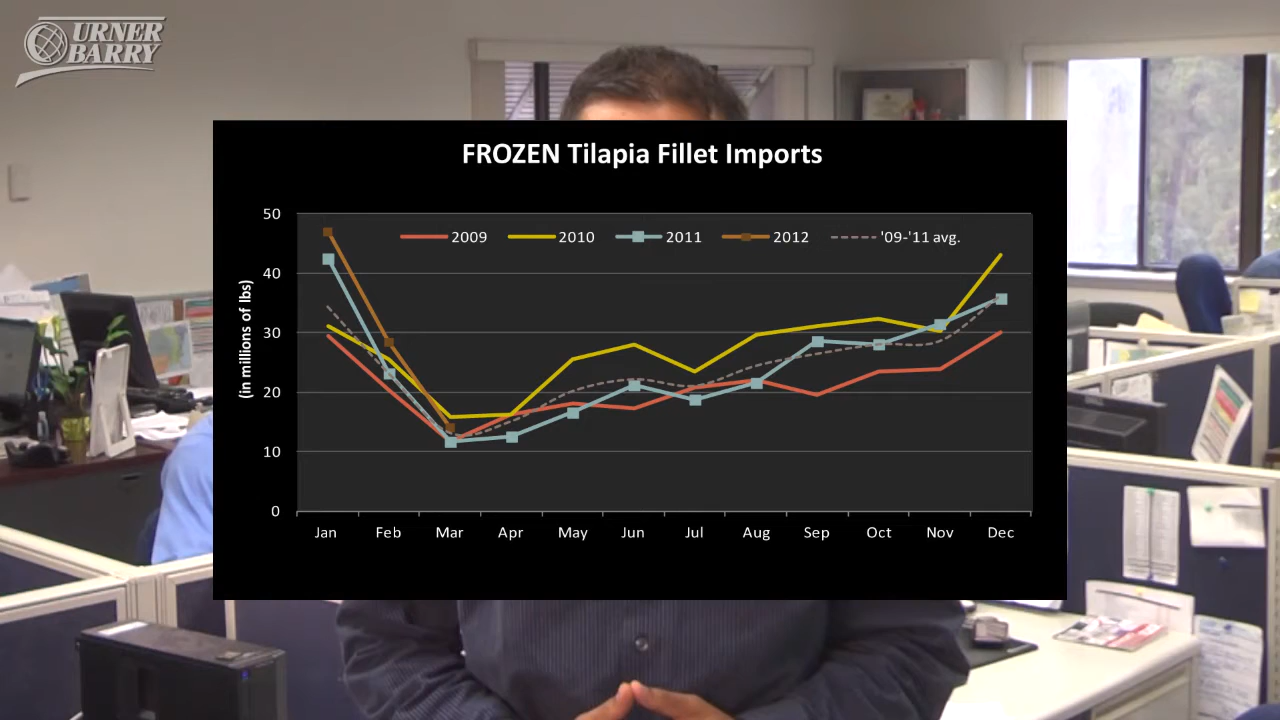 URNER
BARRY
FROZEN Tilapia Fillet Imports
(in millions of lbs)
50
40
30
20
10
0
2009 2010 2011 2012 '09-'11 avg.
Jan Feb Mar Apr May Jun Jul Aug Sep Oct Nov Dec